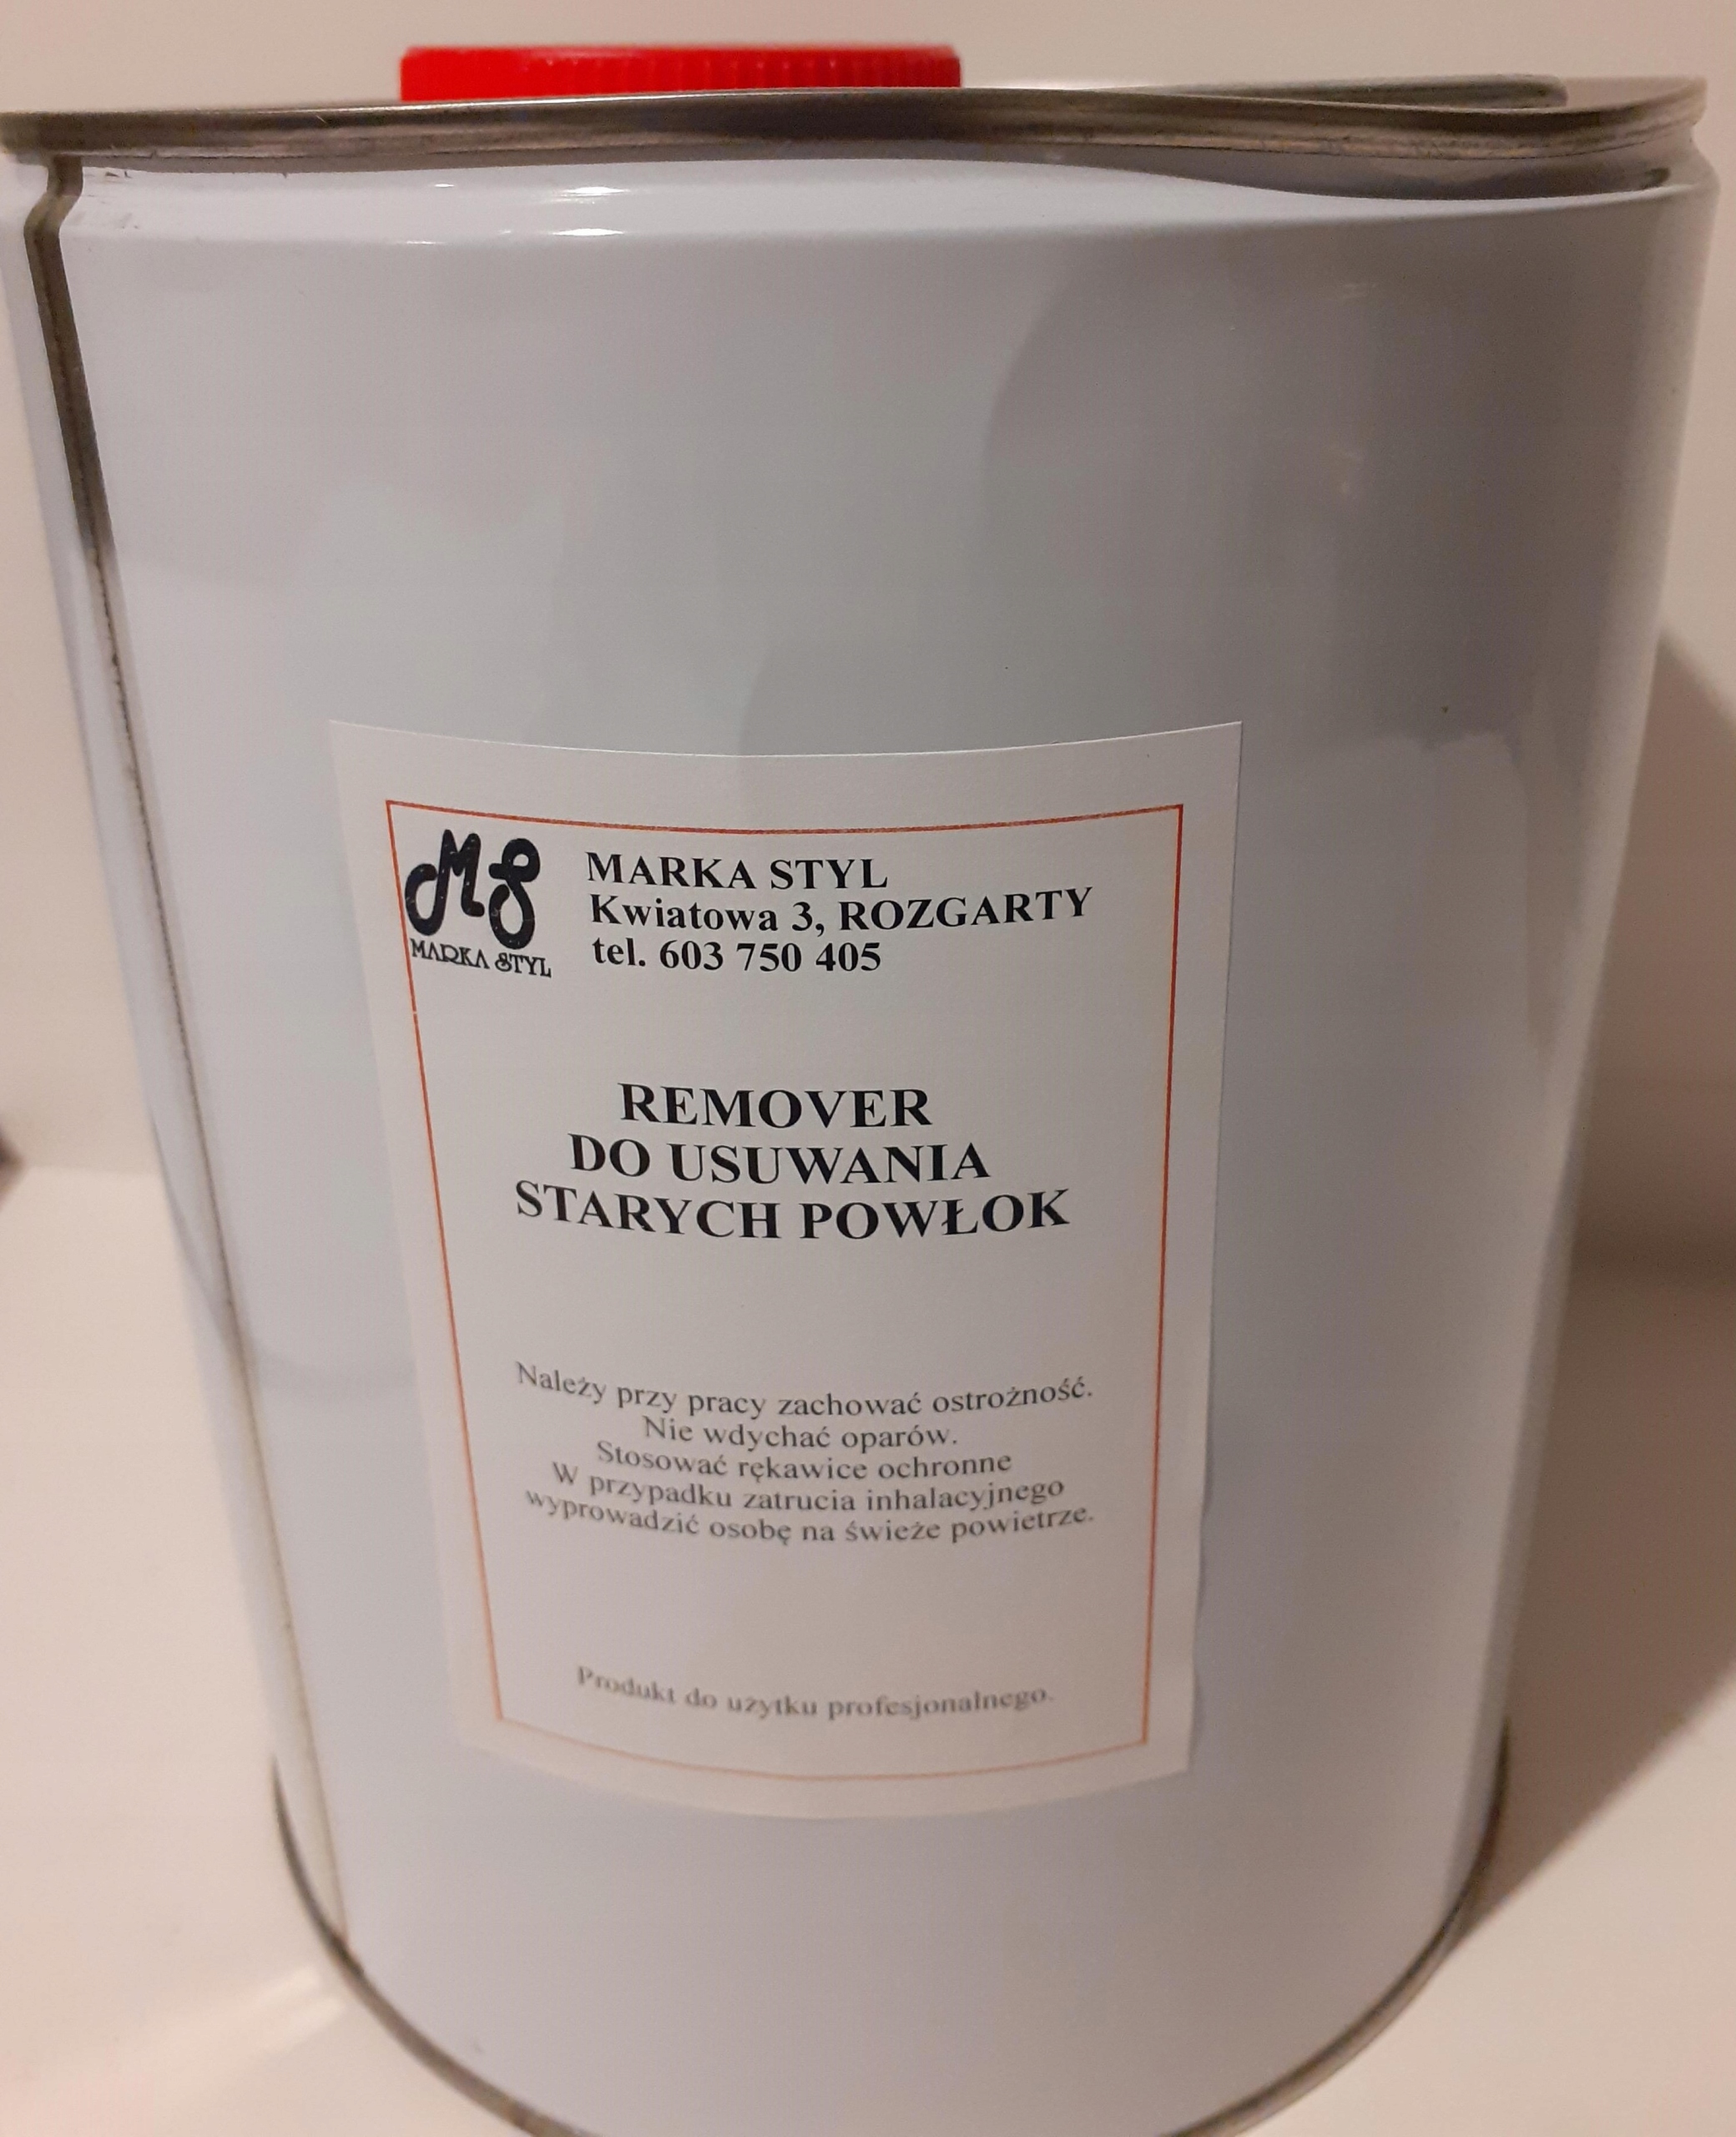 MS
MARKA STYL
MARKA STYL
Kwiatowa 3, ROZGARTY
tel. 603 750 405
REMOVER
DO USUWANIA
STARYCH POWŁOK
Należy przy pracy zachować ostrożność.
Nie wdychać oparów.
Stosować rękawice ochronne
W przypadku zatrucia inhalacyjnego
wyprowadzić osobę na świeże powietrze.
Produkt do użytku profesjonalnego.